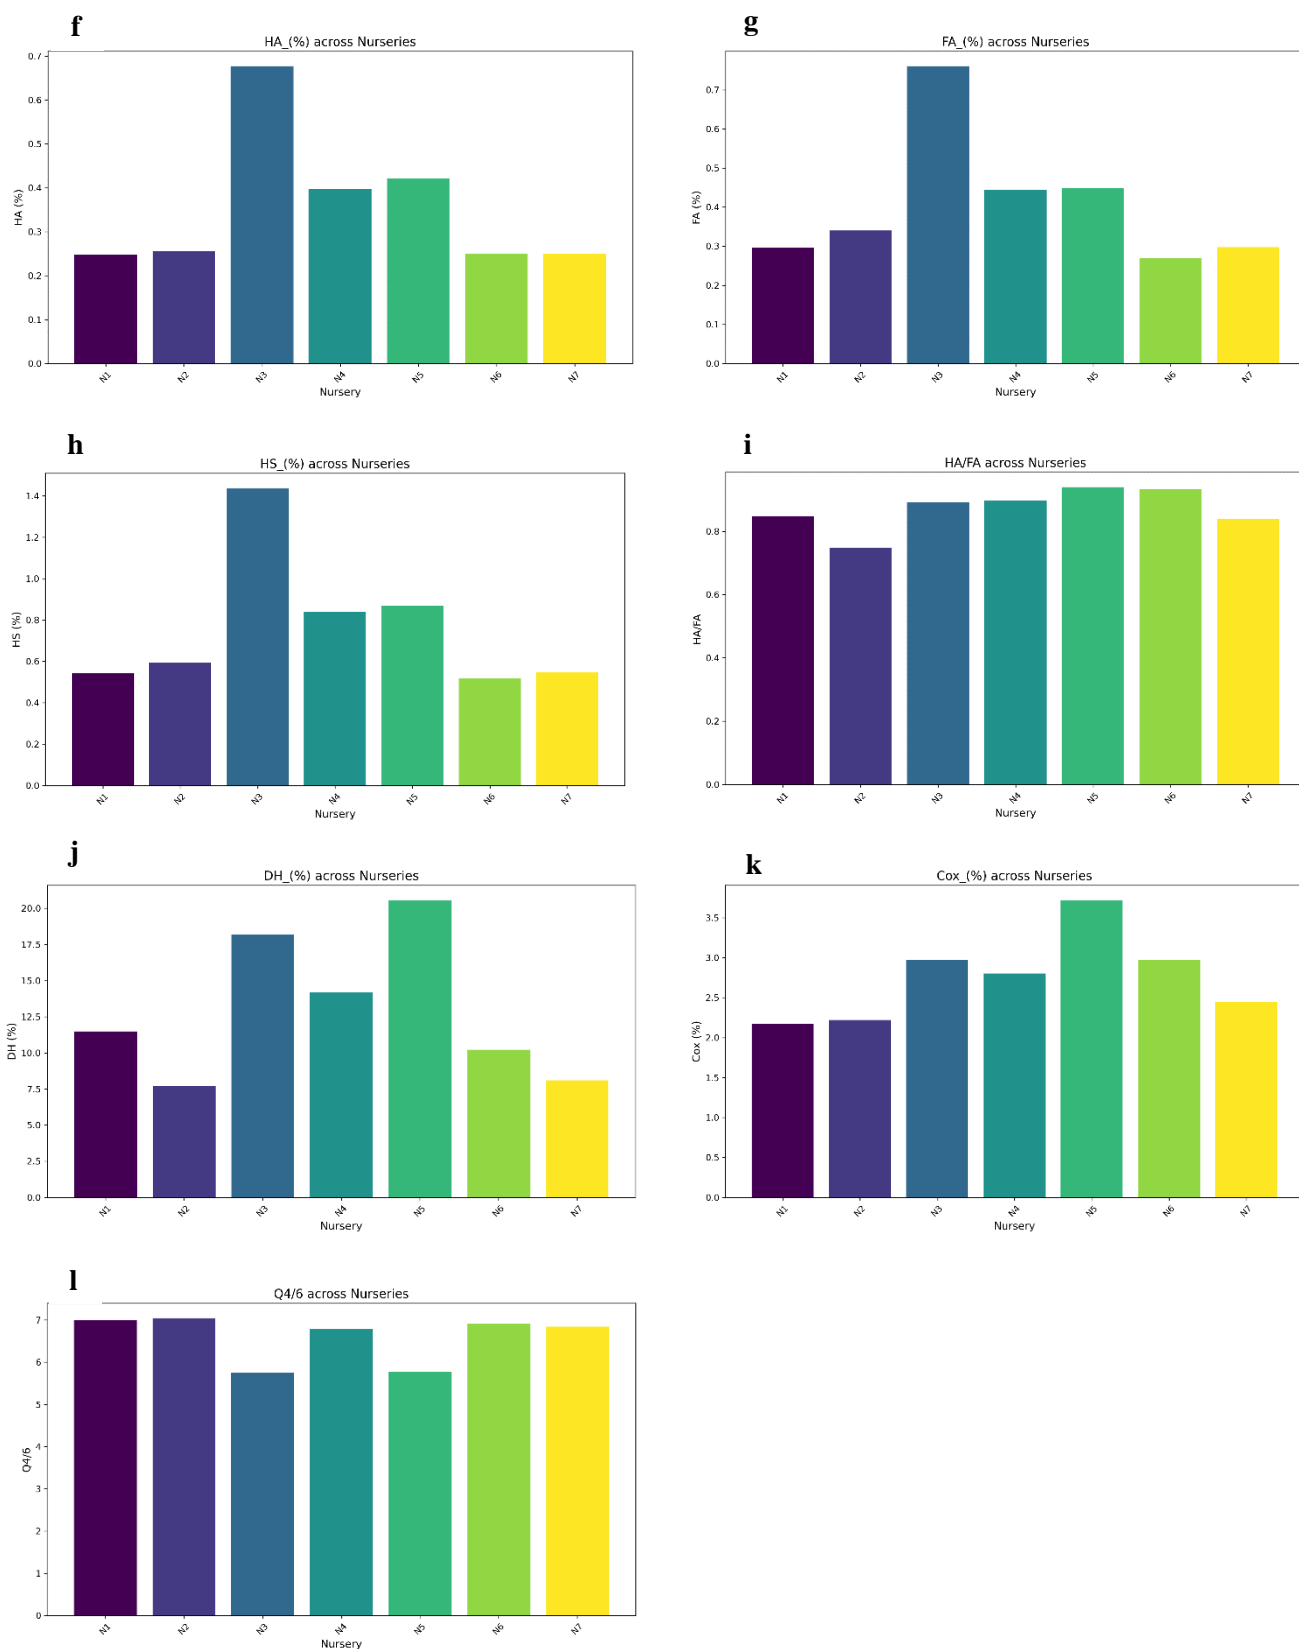 f
HA_(%) across Nurseries
0.7
0.6
0.5
0.4
0.3
0.2
0.1
0.0
HA (%)
N1 N2 N3 N4 N5 N6 N7
Nursery
g
FA_(%) across Nurseries
0.7
0.6
0.5
0.4
0.3
0.2
0.1
0.0
FA (%)
N1 N2 N3 N4 N5 N6 N7
Nursery
h
HS_(%) across Nurseries
1.4
1.2
1.0
0.8
0.6
0.4
0.2
0.0
HS (%)
N1 N2 N3 N4 N5 N6 N7
Nursery
i
HA/FA across Nurseries
0.8
0.6
0.4
0.2
0.0
HA/FA
N1 N2 N3 N4 N5 N6 N7
Nursery
j
DH_(%) across Nurseries
20.0
17.5
15.0
12.5
10.0
7.5
5.0
2.5
0.0
DH (%)
N1 N2 N3 N4 N5 N6 N7
Nursery
k
Cox_(%) across Nurseries
3.5
3.0
2.5
2.0
1.5
1.0
0.5
0.0
Cox (%)
N1 N2 N3 N4 N5 N6 N7
Nursery
l
Q4/6 across Nurseries
7
6
5
4
3
2
1
0
Q4/6
N1 N2 N3 N4 N5 N6 N7
Nursery